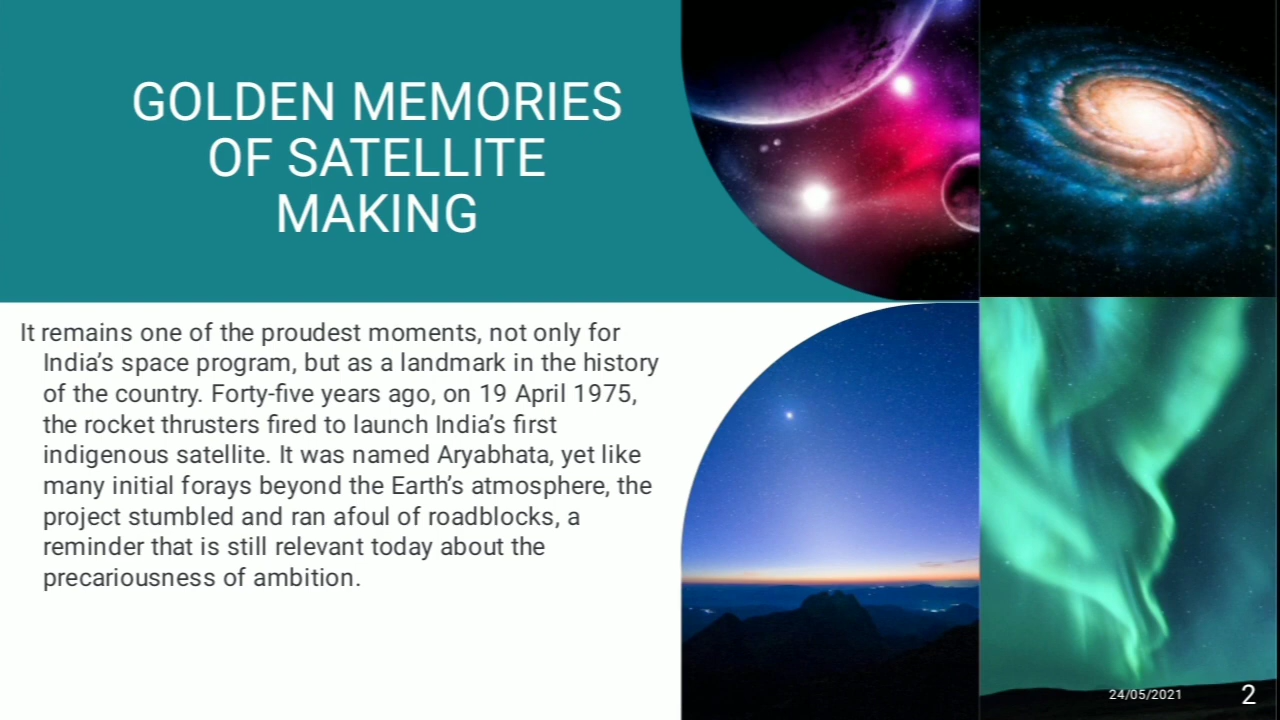 GOLDEN MEMORIES
OF SATELLITE
MAKING
It remains one of the proudest moments, not only for
India’s space program, but as a landmark in the history
of the country. Forty-five years ago, on 19 April 1975,
the rocket thrusters fired to launch India’s first
indigenous satellite. It was named Aryabhata, yet like
many initial forays beyond the Earth’s atmosphere, the
project stumbled and ran afoul of roadblocks, a
reminder that is still relevant today about the
precariousness of ambition.
24/05/2021
2